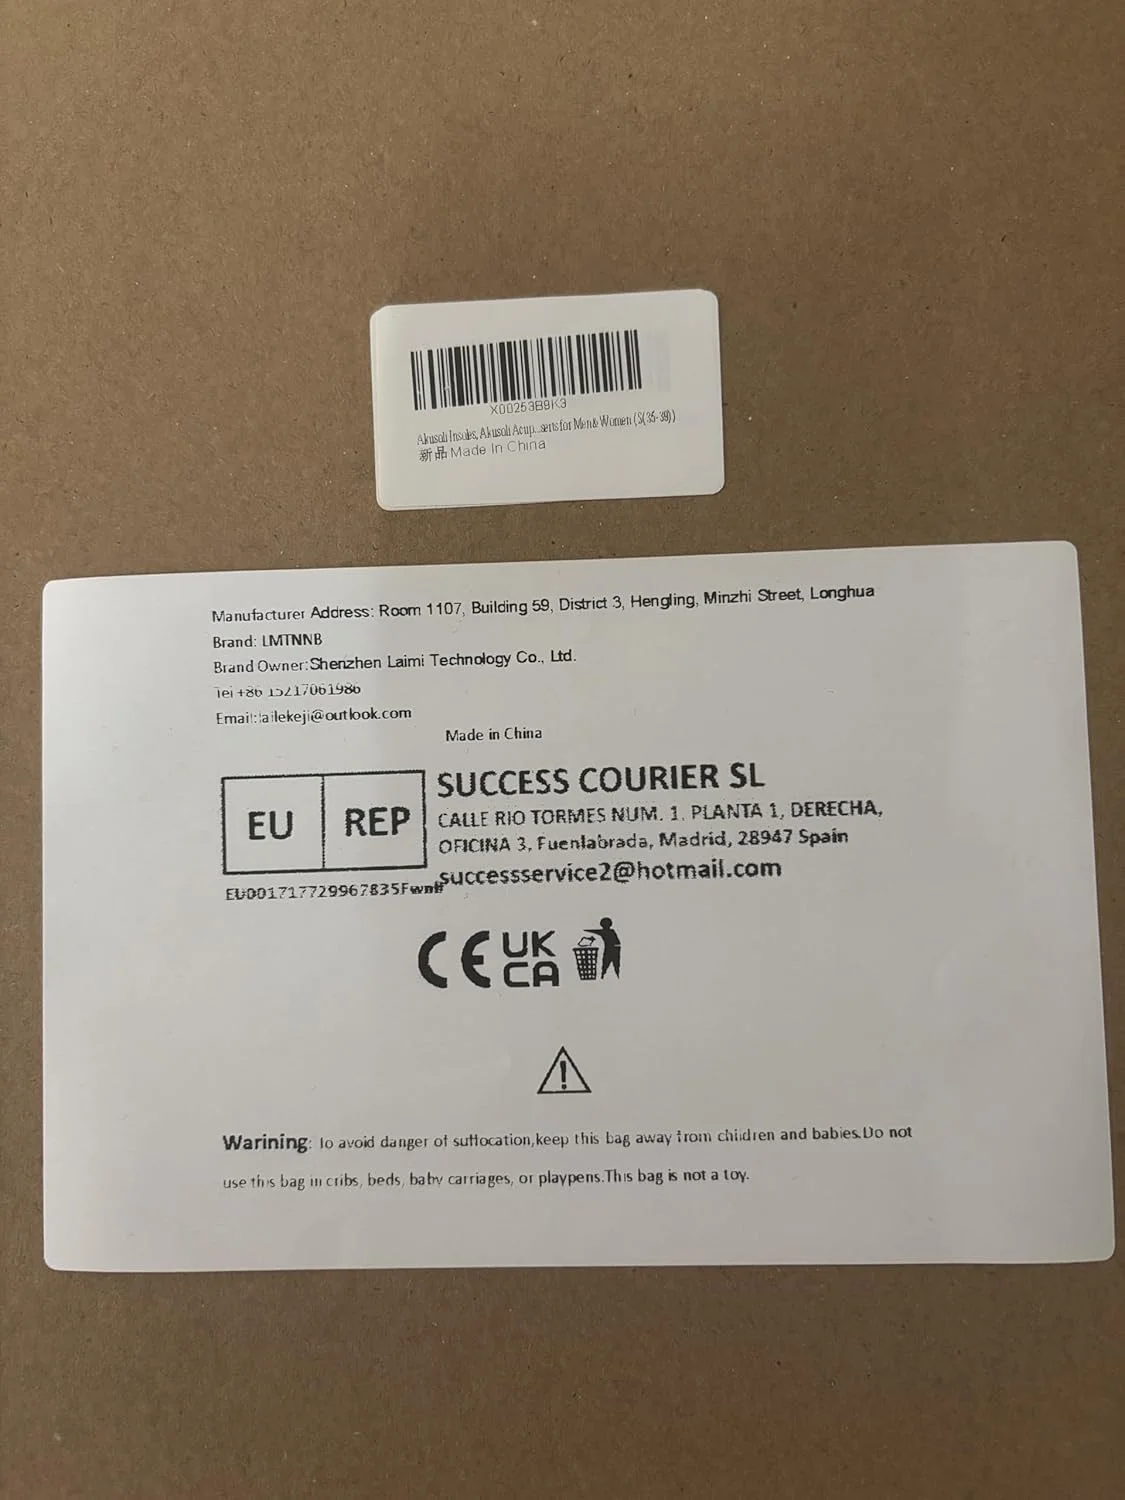 X00253B9K3
Akusoli Insoles, Akusoli Acup...serts for Men& Women (S(35-39))
新品 Made In China
Manufacturer Address: Room 1107, Building 59, District 3, Hengling, Minzhi Street, Longhua
Brand: LMTNNB
Brand Owner:Shenzhen Laimi Technology Co., Ltd.
Tel +86 15217061986
Email:lailekeji@outlook.com
Made in China
EU REP
SUCCESS COURIER SL
CALLE RIO TORMES NUM. 1, PLANTA 1, DERECHA,
OFICINA 3, Fuenlabrada, Madrid, 28947 Spain
successservice2@hotmail.com
CE UK
CA
Warining: To avoid danger of suffocation,keep this bag away from children and babies.Do not
use this bag in cribs, beds, baby carriages, or playpens.This bag is not a toy.